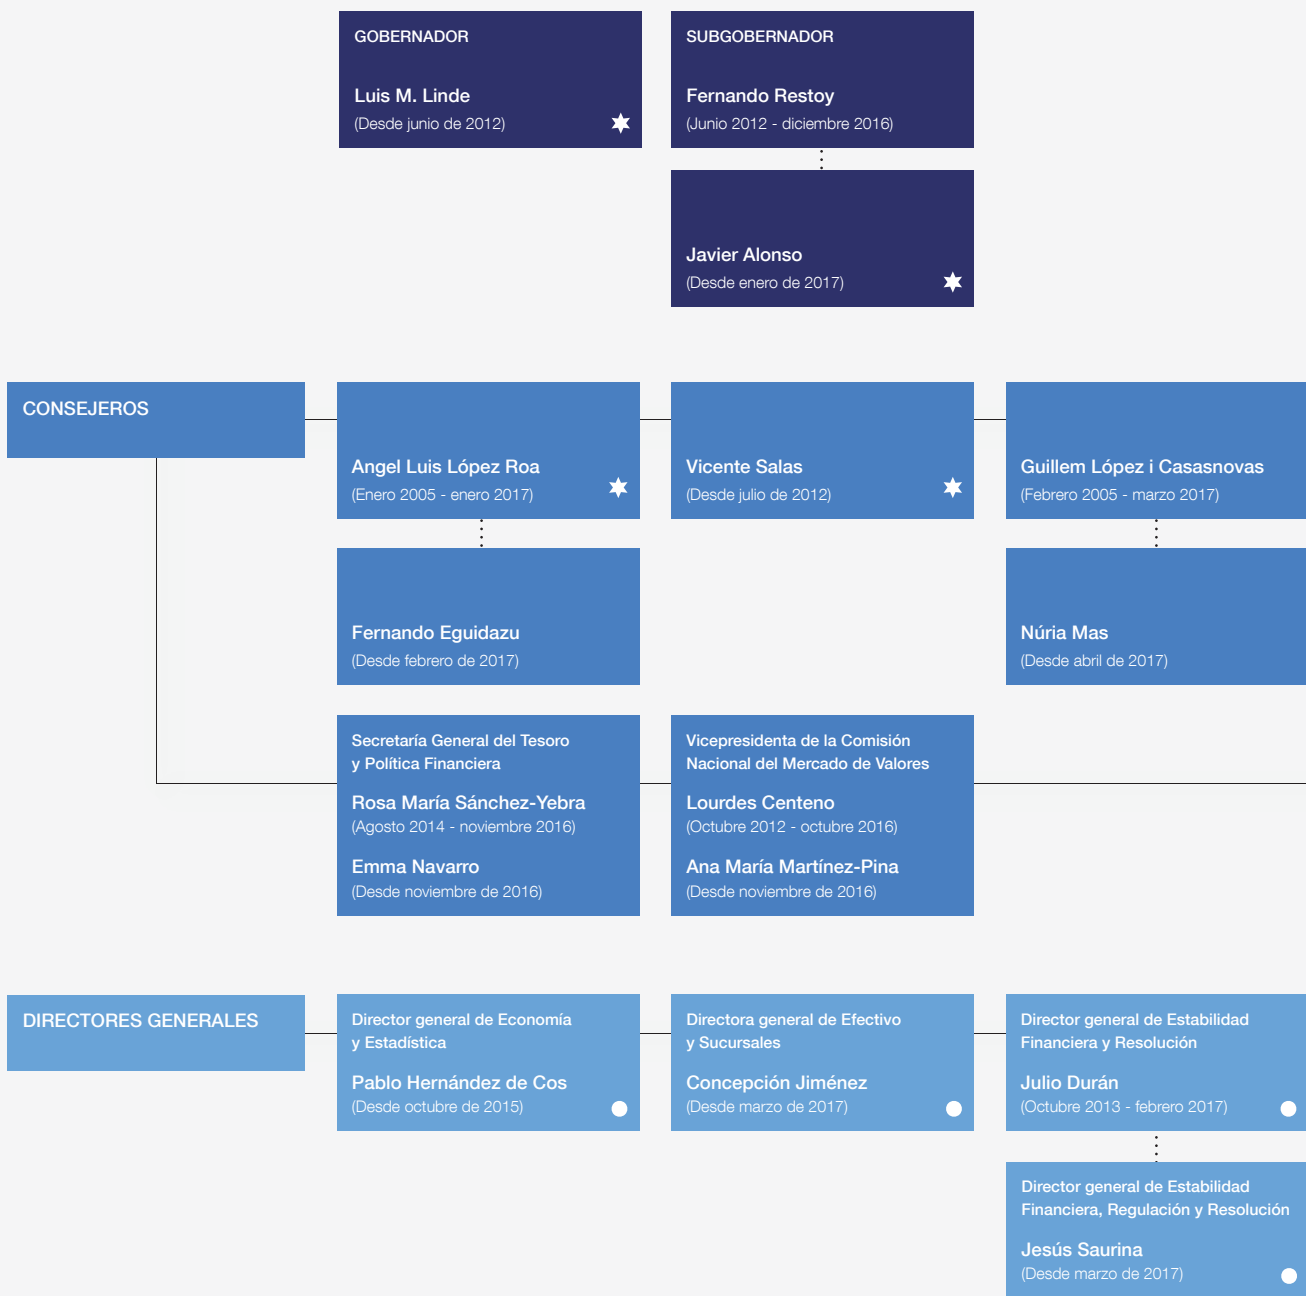 GOBERNADOR
Luis M. Linde
(Desde junio de 2012)
SUBGOBERNADOR
Fernando Restoy
(Junio 2012 - diciembre 2016)
Javier Alonso
(Desde enero de 2017)
CONSEJEROS
Angel Luis López Roa
(Enero 2005 - enero 2017)
Vicente Salas
(Desde julio de 2012)
Guillem López i Casasnovas
(Febrero 2005 - marzo 2017)
Fernando Eguidazu
(Desde febrero de 2017)
Núria Mas
(Desde abril de 2017)
Secretaría General del Tesoro
y Política Financiera
Rosa María Sánchez-Yebra
(Agosto 2014 - noviembre 2016)
Emma Navarro
(Desde noviembre de 2016)
Vicepresidenta de la Comisión
Nacional del Mercado de Valores
Lourdes Centeno
(Octubre 2012 - octubre 2016)
Ana María Martínez-Pina
(Desde noviembre de 2016)
DIRECTORES GENERALES
Director general de Economía
y Estadística
Pablo Hernández de Cos
(Desde octubre de 2015)
Directora general de Efectivo
y Sucursales
Concepción Jiménez
(Desde marzo de 2017)
Director general de Estabilidad
Financiera y Resolución
Julio Durán
(Octubre 2013 - febrero 2017)
Director general de Estabilidad
Financiera, Regulación y Resolución
Jesús Saurina
(Desde marzo de 2017)